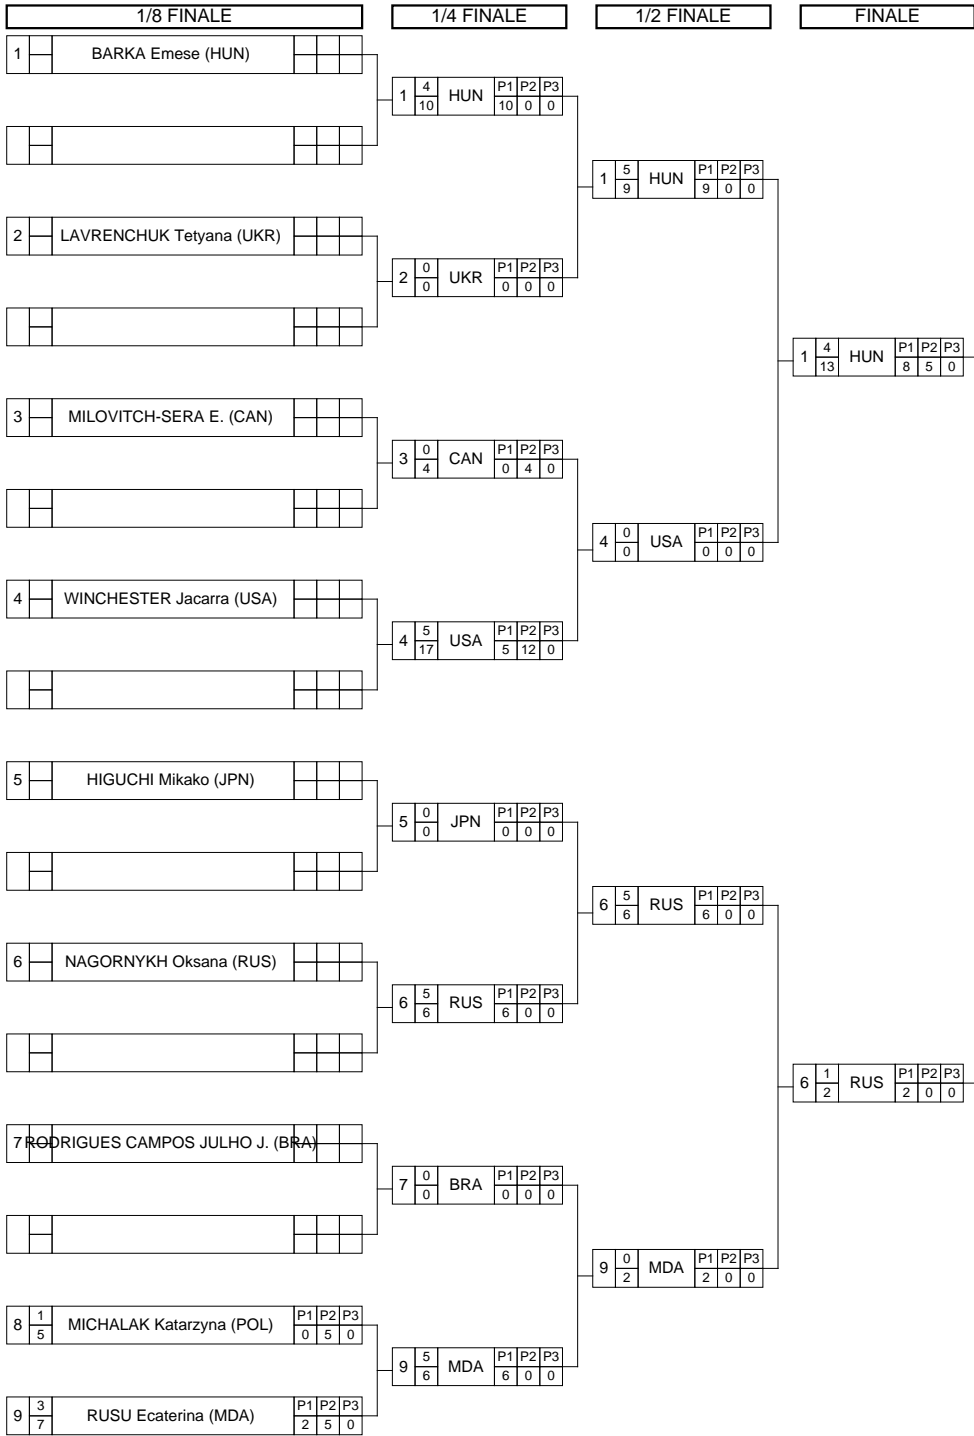 1/8 FINALE 1/4 FINALE 1/2 FINALE FINALE
1 BARKA Emese (HUN)
1 4 10 HUN P1 P2 P3 10 0 0
1 5 9 HUN P1 P2 P3 9 0 0
2 LAVRENCHUK Tetyana (UKR)
2 0 0 UKR P1 P2 P3 0 0 0
1 4 13 HUN P1 P2 P3 8 5 0
3 MILOVITCH-SERA E. (CAN)
3 0 4 CAN P1 P2 P3 0 4 0
4 0 0 USA P1 P2 P3 0 0 0
4 WINCHESTER Jacarra (USA)
4 5 17 USA P1 P2 P3 5 12 0
5 HIGUCHI Mikako (JPN)
5 0 0 JPN P1 P2 P3 0 0 0
6 5 6 RUS P1 P2 P3 6 0 0
6 NAGORNYKH Oksana (RUS)
6 5 6 RUS P1 P2 P3 6 0 0
6 1 2 RUS P1 P2 P3 2 0 0
7 RODRIGUES CAMPOS JULHO J. (BRA)
7 0 0 BRA P1 P2 P3 0 0 0
9 0 2 MDA P1 P2 P3 2 0 0
8 1 5 MICHALAK Katarzyna (POL) P1 P2 P3 0 5 0
9 5 6 MDA P1 P2 P3 6 0 0
9 3 7 RUSU Ecaterina (MDA) P1 P2 P3 2 5 0